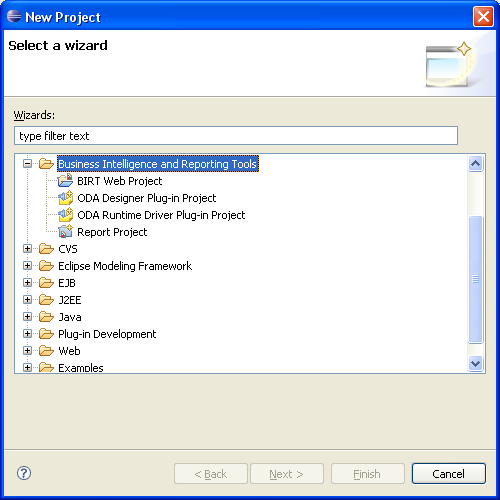 New Project
Select a wizard
Wizards:
type filter text
Business Intelligence and Reporting Tools
BIRT Web Project
ODA Designer Plug-in Project
ODA Runtime Driver Plug-in Project
Report Project
CVS
Eclipse Modeling Framework
EJB
J2EE
Java
Plug-in Development
Web
Examples
? < Back Next > Finish Cancel